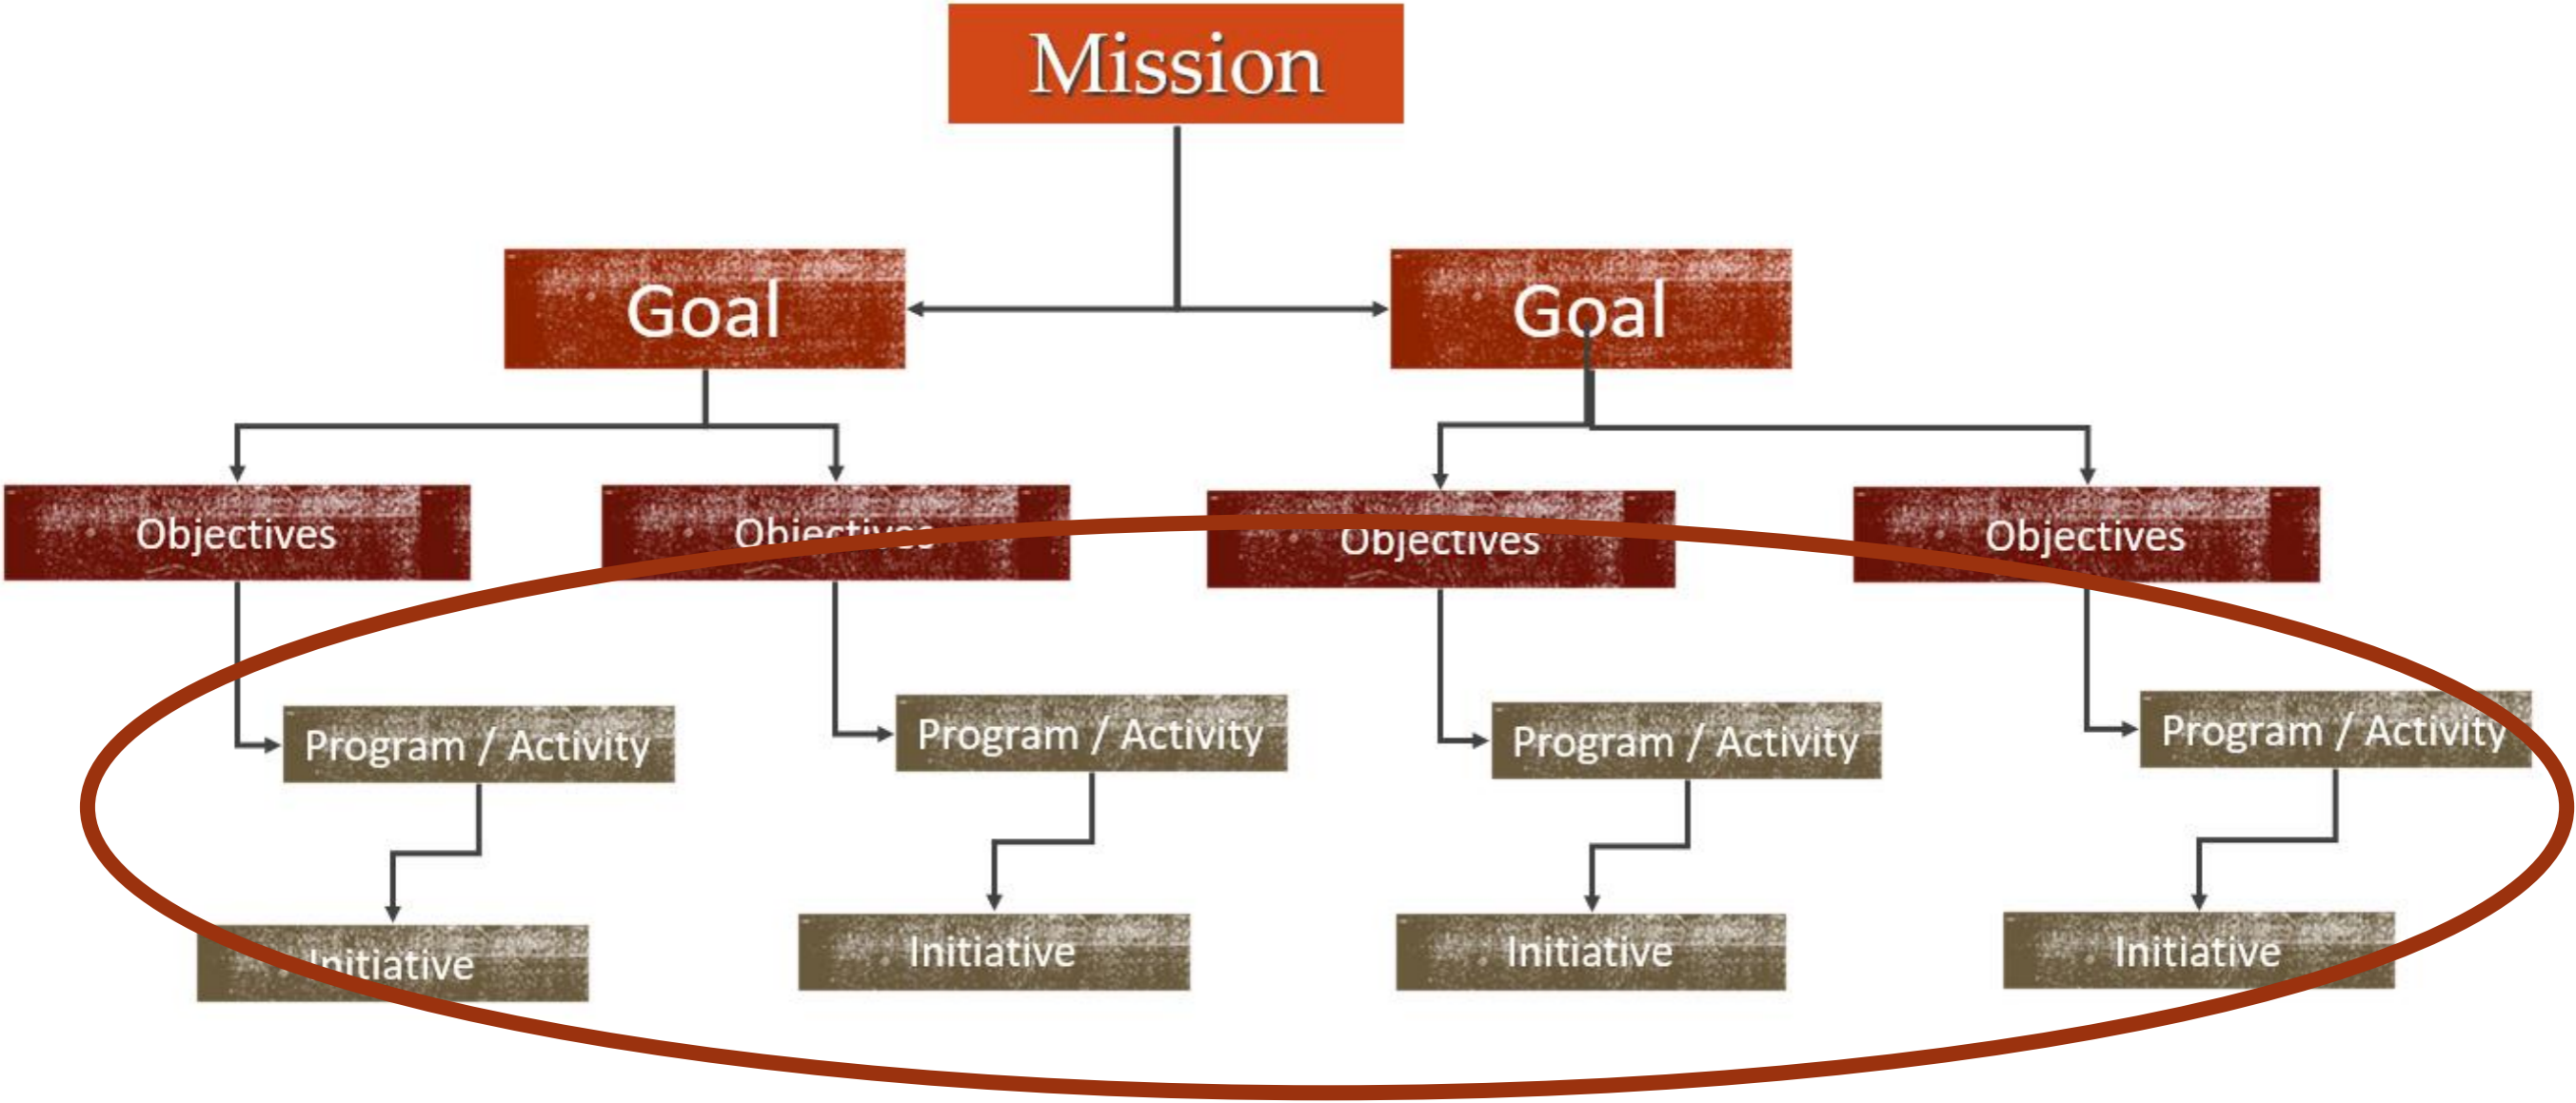 Mission
Goal
Goal
Objectives
Objectives
Objectives
Objectives
Program / Activity
Program / Activity
Program / Activity
Program / Activity
Initiative
Initiative
Initiative
Initiative